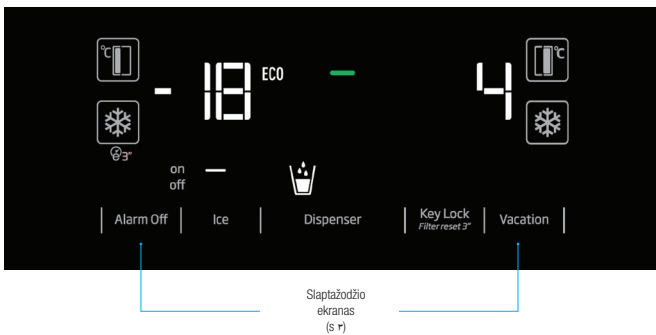 °C
- 18 ECO 4 °C
3"
on
off
Alarm Off Ice Dispenser Key Lock Vacation
Filter reset 3"
Slaptažodžio
ekranas
(s ٣)